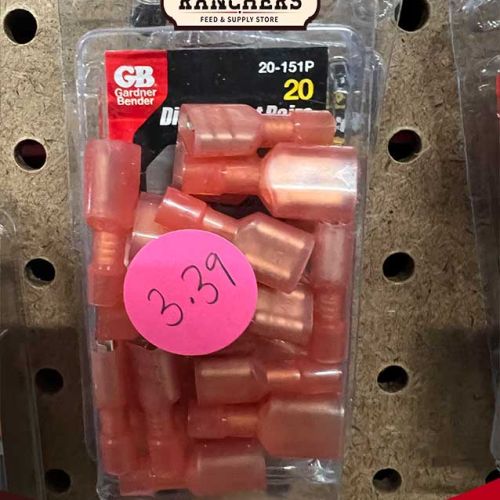 RANCHERS
FEED & SUPPLY STORE
GB
Gardner
Bender
20-151P
20
3.39